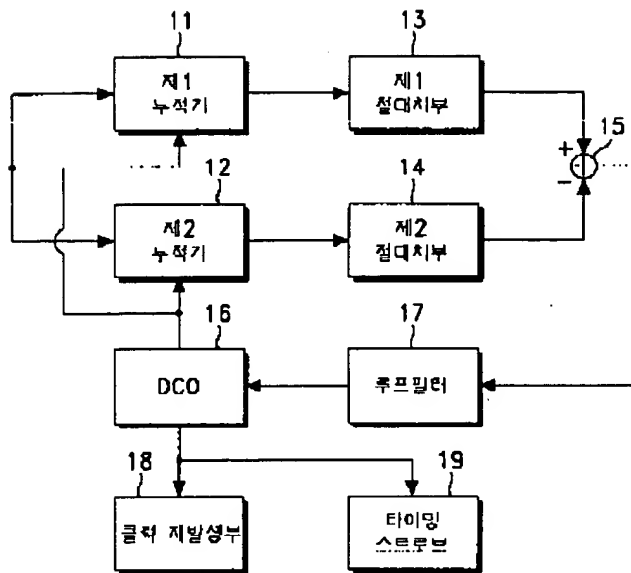 11
제1
누적기
13
제1
절대치부
+
15
−
12
제2
누적기
14
제2
절대치부
16
DCO
17
루프필터
18
클럭 재발생부
19
타이밍
스트로브